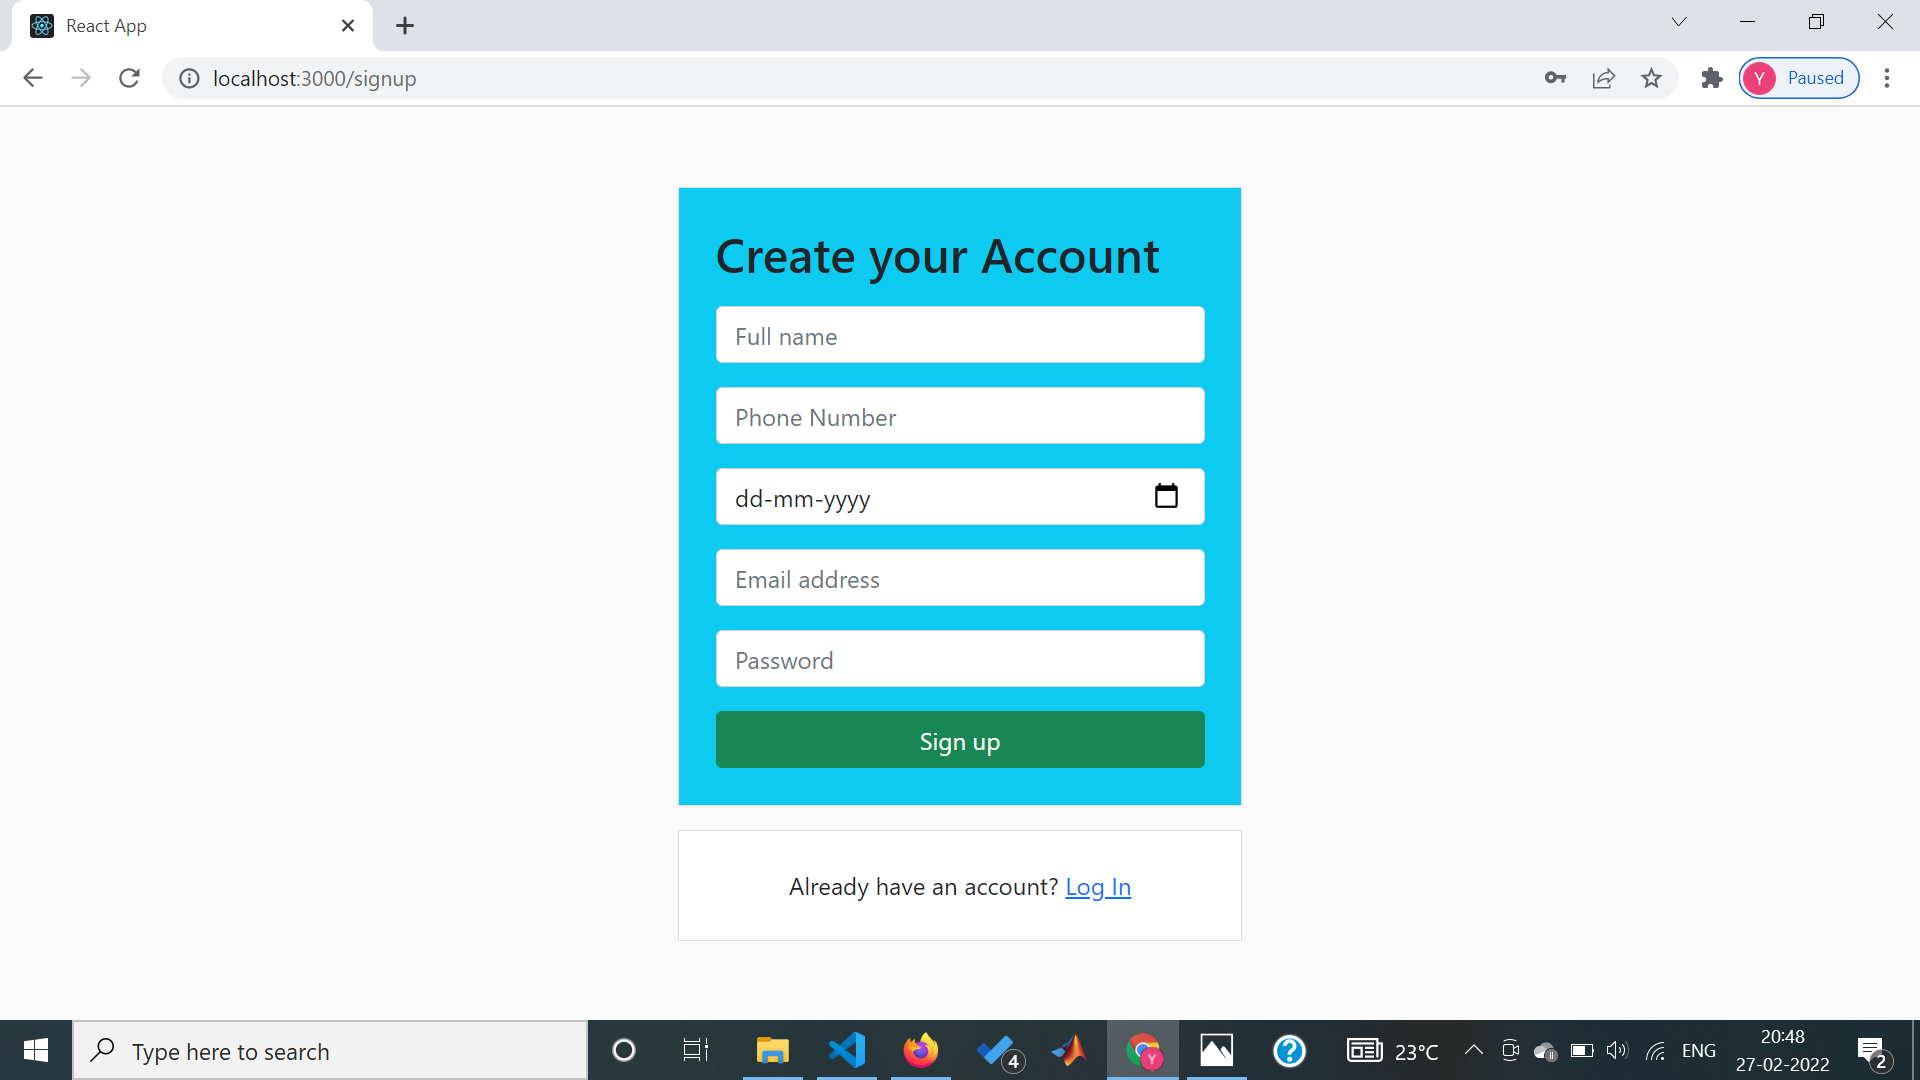 React App
localhost:3000/signup
Y Paused
Create your Account
Full name
Phone Number
dd-mm-yyyy
Email address
Password
Sign up
Already have an account? Log In
Type here to search
4
Y
23°C
ENG
20:48
27-02-2022
2